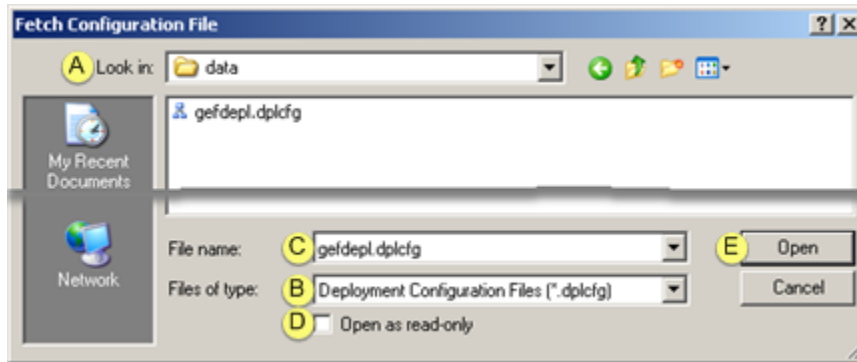 Fetch Configuration File
? X
A Look in: data
gefdepl.dplcfg
My Recent
Documents
Network
File name: C gefdepl.dplcfg E Open
Files of type: B Deployment Configuration Files (*.dplcfg) Cancel
D Open as read-only